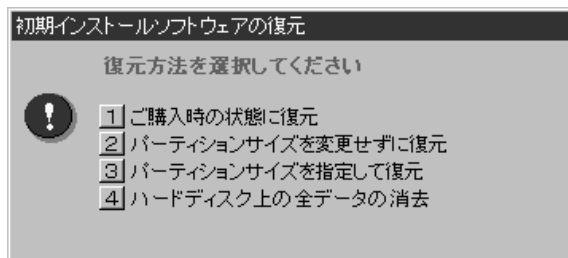 初期インストールソフトウェアの復元
復元方法を選択してください
1 ご購入時の状態に復元
2 パーティションサイズを変更せずに復元
3 パーティションサイズを指定して復元
4 ハードディスク上の全データの消去